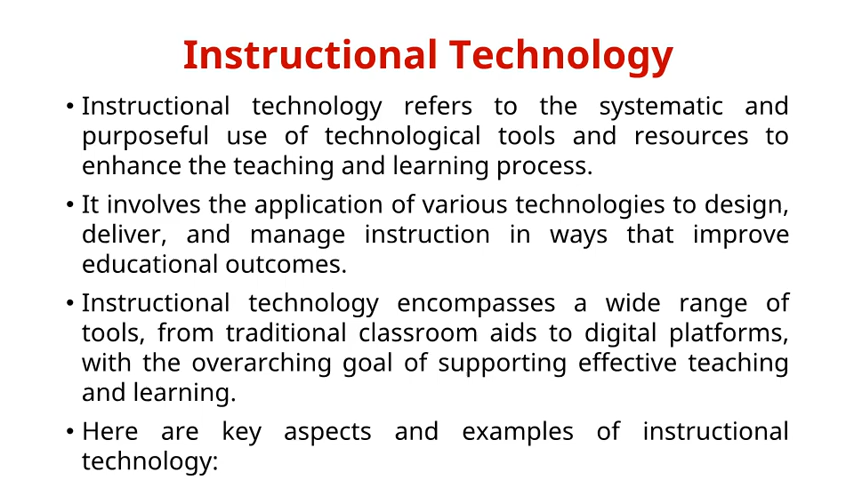 Instructional Technology
• Instructional technology refers to the systematic and
purposeful use of technological tools and resources to
enhance the teaching and learning process.
• It involves the application of various technologies to design,
deliver, and manage instruction in ways that improve
educational outcomes.
• Instructional technology encompasses a wide range of
tools, from traditional classroom aids to digital platforms,
with the overarching goal of supporting effective teaching
and learning.
• Here are key aspects and examples of instructional
technology: